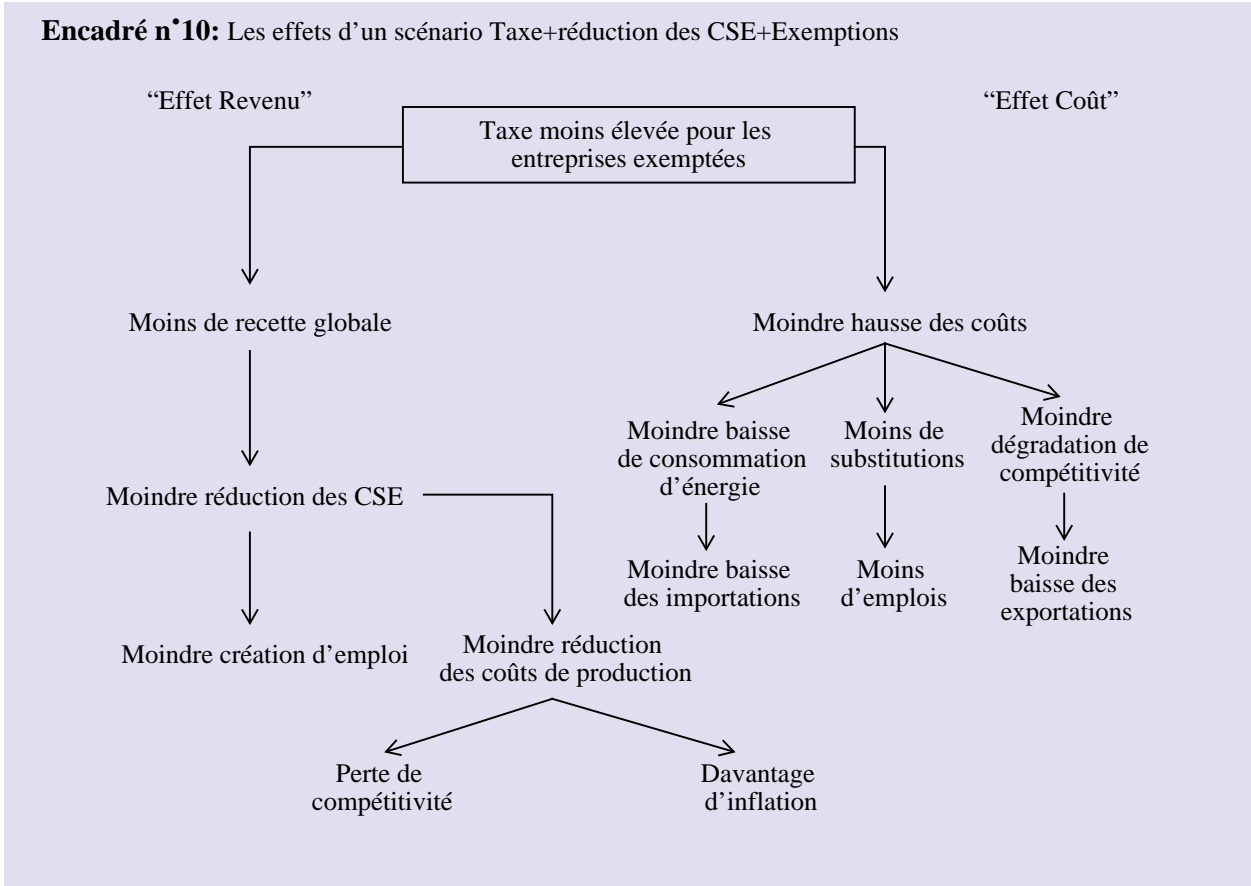 Encadré n°10: Les effets d'un scénario Taxe+réduction des CSE+Exemptions
“Effet Revenu”
“Effet Coût”
Taxe moins élevée pour les
entreprises exemptées
Moins de recette globale
Moindre hausse des coûts
Moindre baisse
de consommation
d'énergie
Moins de
substitutions
Moindre
dégradation de
compétitivité
Moindre réduction des CSE
Moindre baisse
des importations
Moins
d'emplois
Moindre
baisse des
exportations
Moindre création d'emploi
Moindre réduction
des coûts de production
Perte de
compétitivité
Davantage
d'inflation